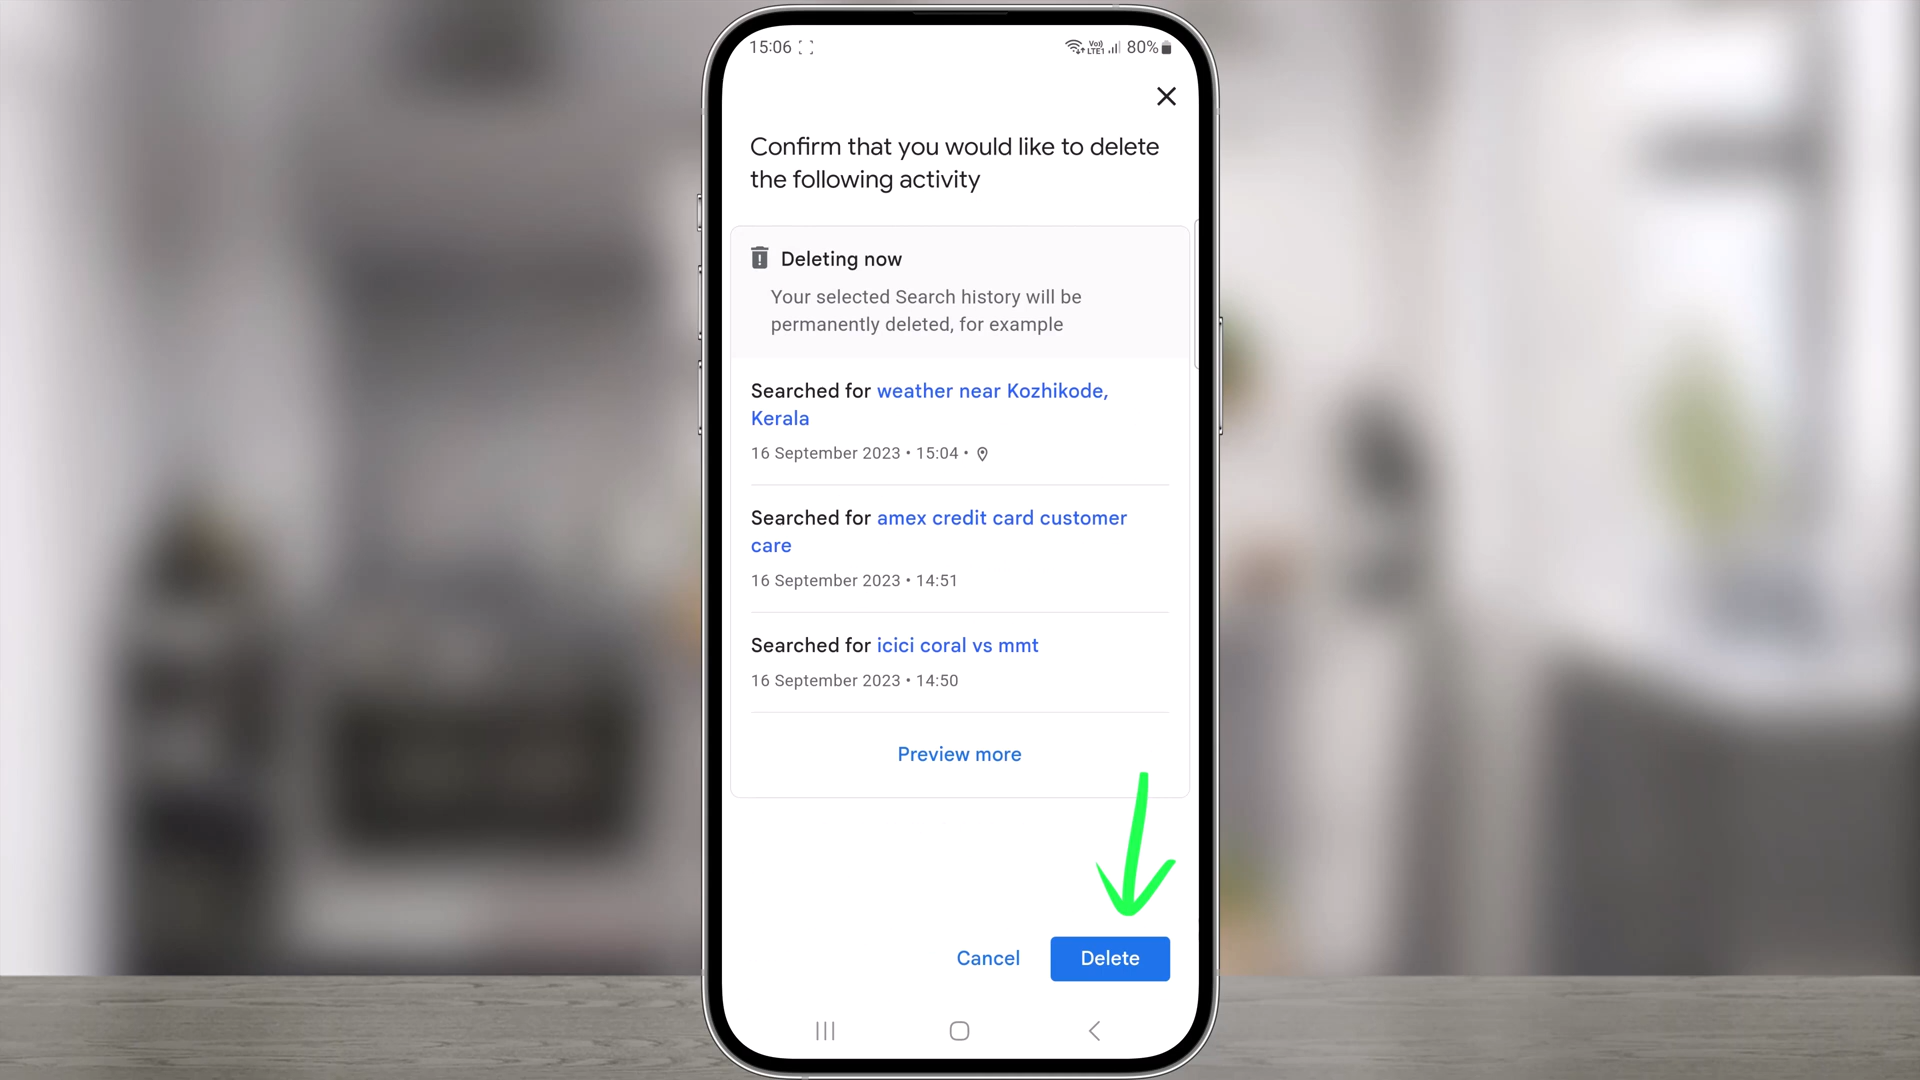 15:06
Vo)) LTE1 80%
Confirm that you would like to delete
the following activity
Deleting now
Your selected Search history will be
permanently deleted, for example
Searched for weather near Kozhikode,
Kerala
16 September 2023 • 15:04 •
Searched for amex credit card customer
care
16 September 2023 • 14:51
Searched for icici coral vs mmt
16 September 2023 • 14:50
Preview more
Cancel Delete